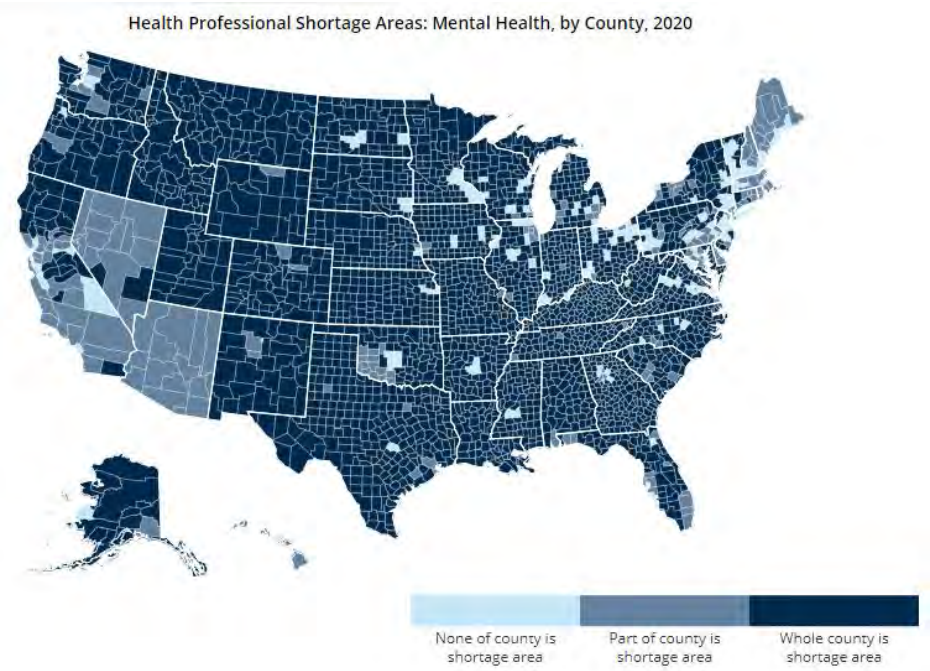 Health Professional Shortage Areas: Mental Health, by County, 2020
None of county is
shortage area
Part of county is
shortage area
Whole county is
shortage area